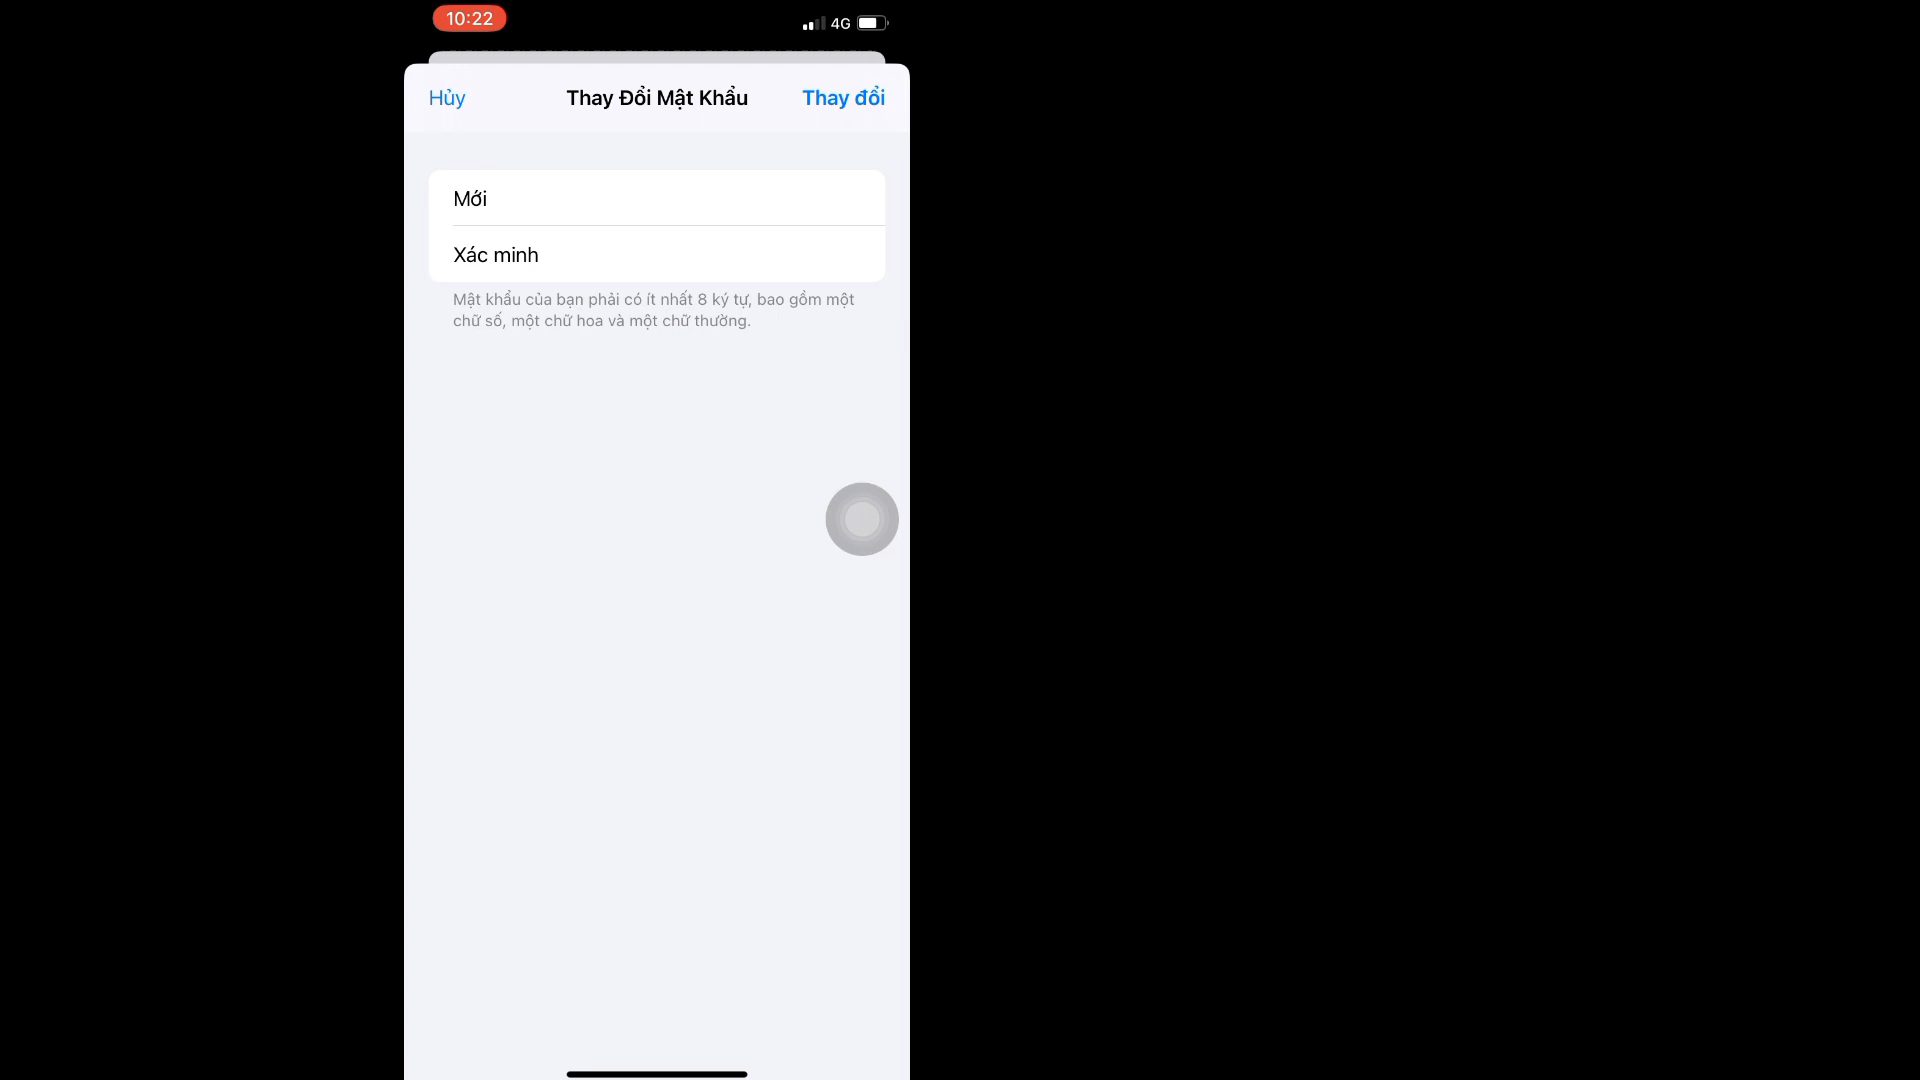 10:22
4G
Hủy
Thay Đổi Mật Khẩu
Thay đổi
Mới
Xác minh
Mật khẩu của bạn phải có ít nhất 8 ký tự, bao gồm một
chữ số, một chữ hoa và một chữ thường.